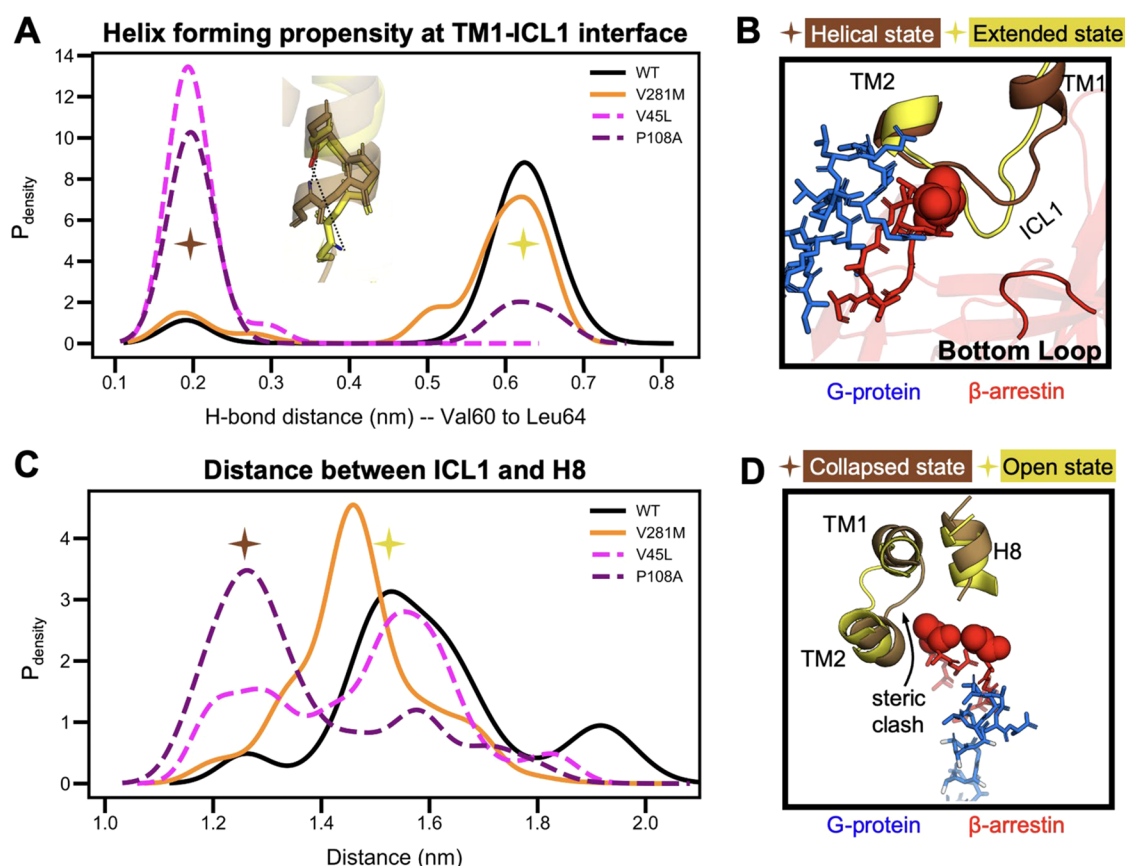 A
Helix forming propensity at TM1-ICL1 interface
14
12
10
8
6
4
2
0
P density
WT
V281M
V45L
P108A
0.1
0.2
0.3
0.4
0.5
0.6
0.7
0.8
H-bond distance (nm) -- Val60 to Leu64
B
Helical state
Extended state
TM2
TM1
ICL1
Bottom Loop
G-protein
β-arrestin
C
Distance between ICL1 and H8
4
3
2
1
0
P density
WT
V281M
V45L
P108A
1.0
1.2
1.4
1.6
1.8
2.0
Distance (nm)
D
Collapsed state
Open state
TM1
H8
TM2
steric
clash
G-protein
β-arrestin